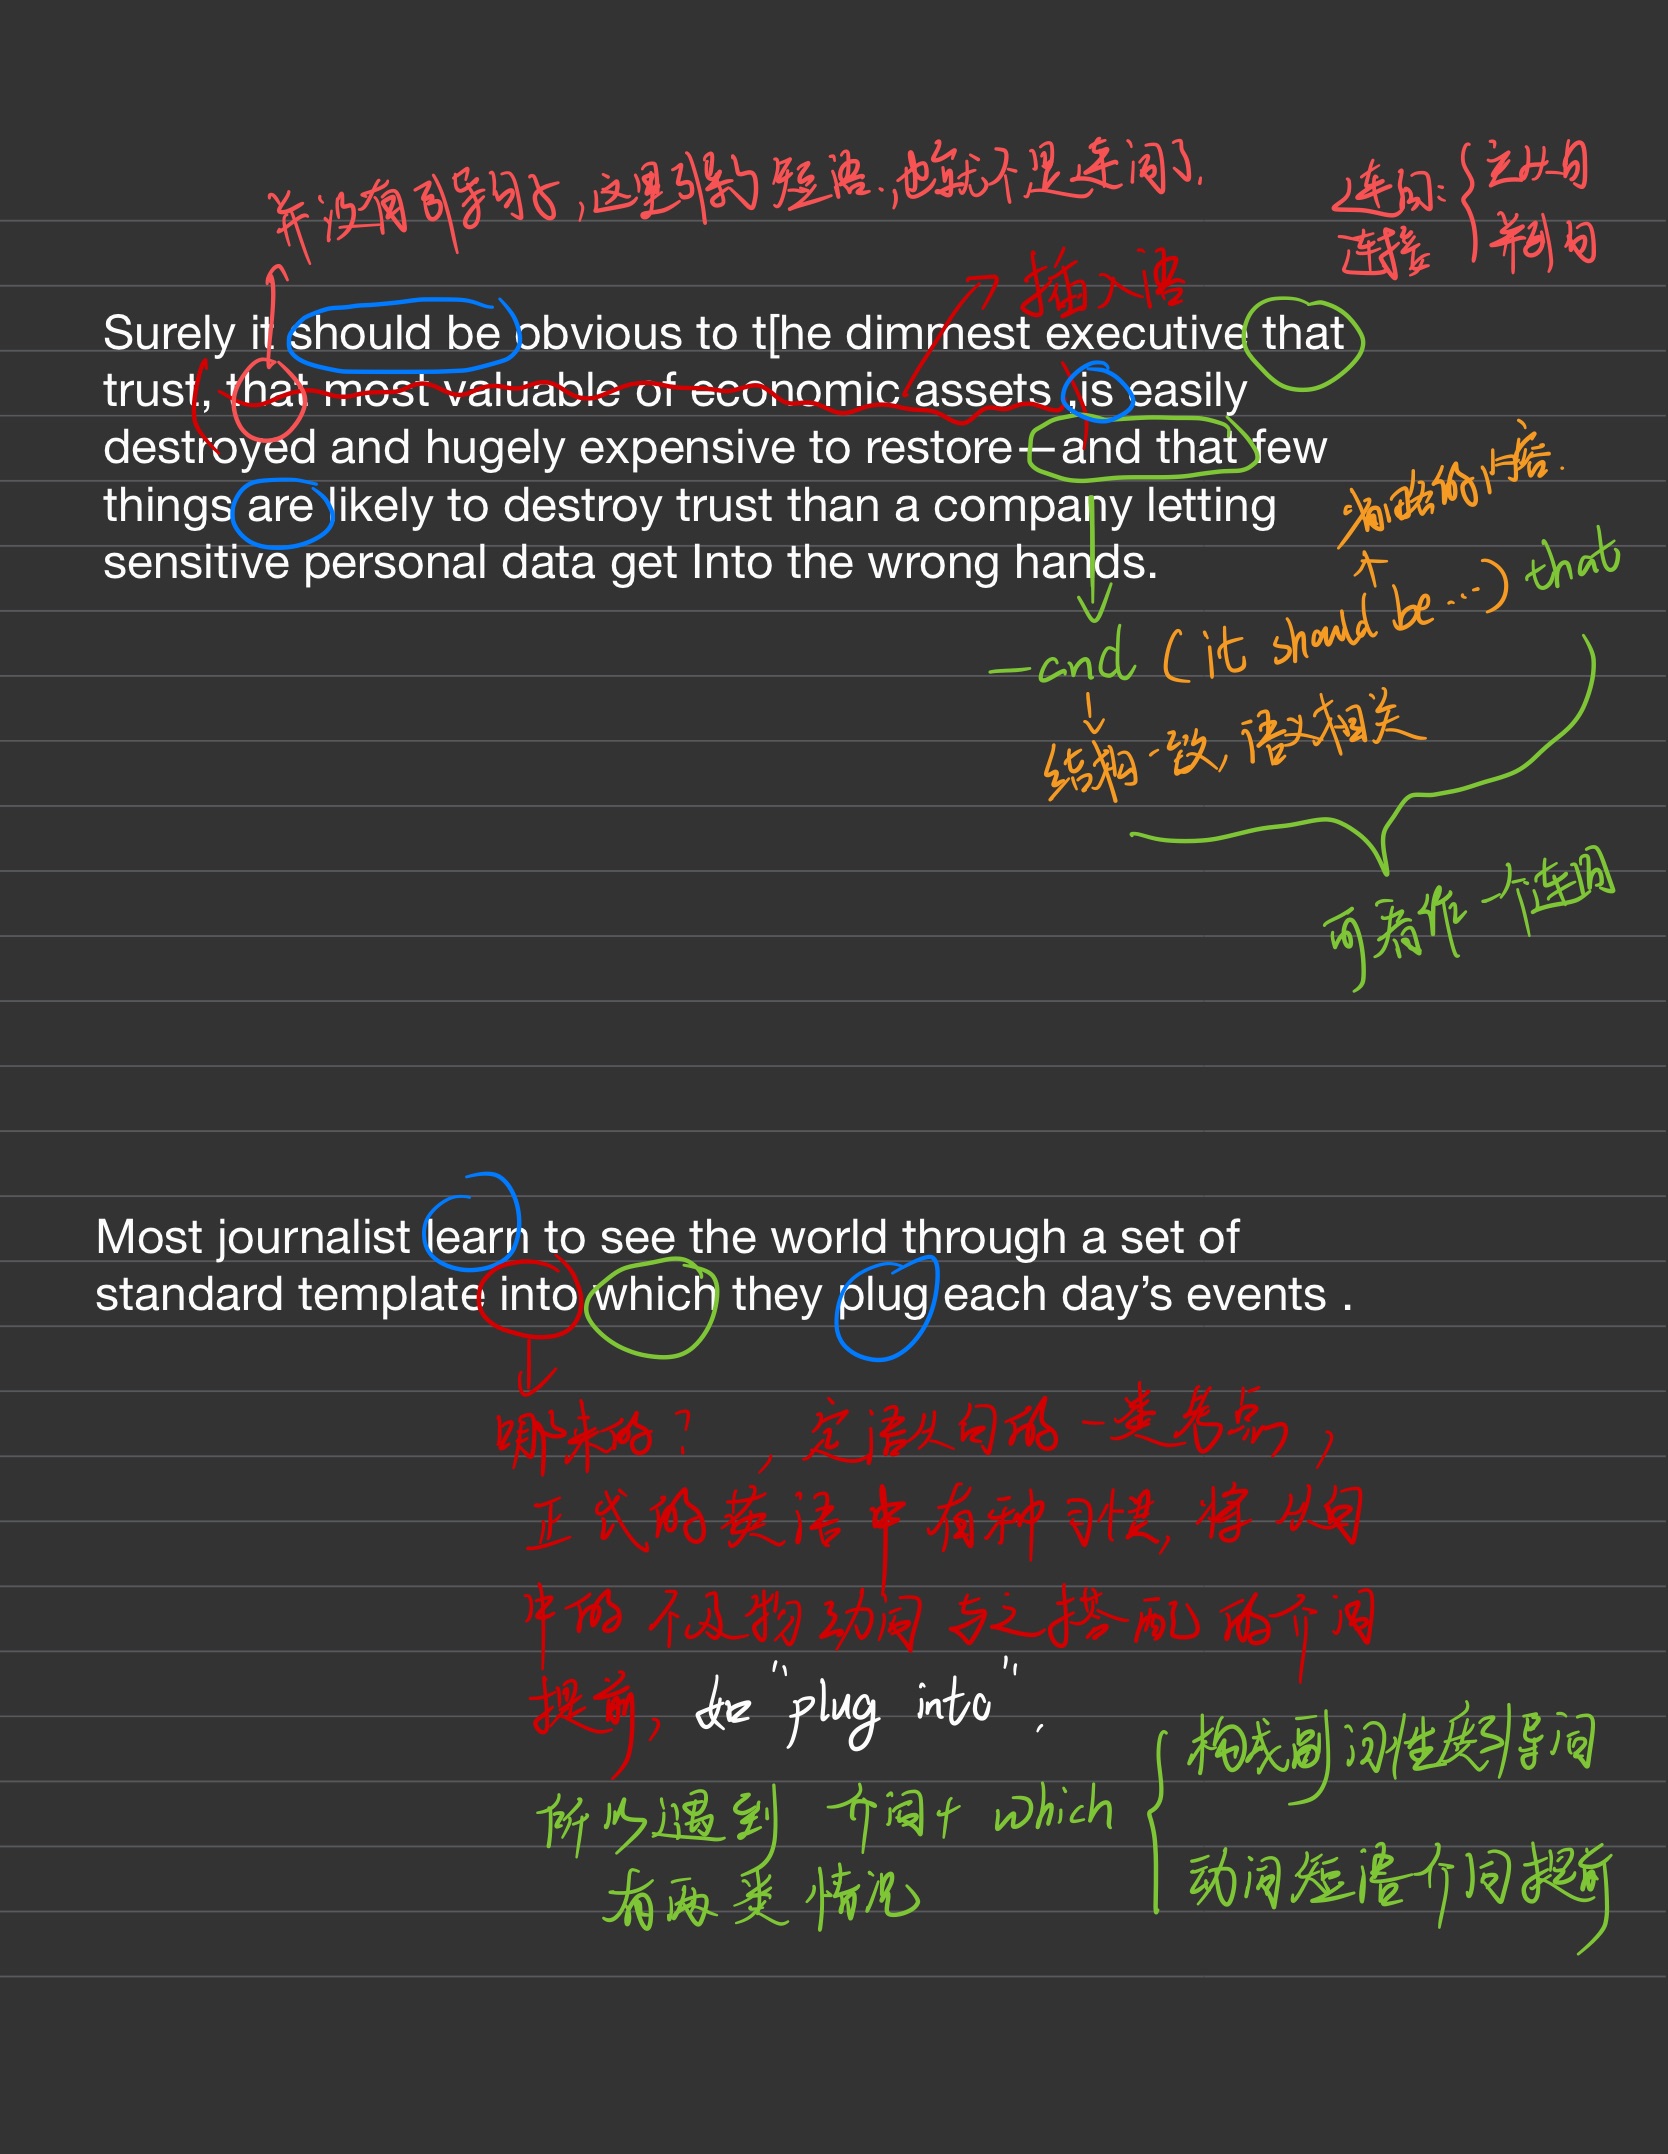 并没有引导句子,这里引导的短语.也就不是连词了.
连词: 主从句
连接 并列句
插入语
Surely it should be obvious to t[he dimmest executive that
trust, that most valuable of economic assets ,is easily
destroyed and hugely expensive to restore—and that few
things are likely to destroy trust than a company letting
sensitive personal data get Into the wrong hands.
省略的内容.
—and (it should be ...) that
结构一致,语义相关
可看作一个连词
Most journalist learn to see the world through a set of
standard template into which they plug each day's events .
哪来的? ,定语从句的一类考点,
正式的英语中有种习惯,将从句
中的不及物动词与之搭配的介词
提前,如"plug into".
构成副词性质引导词
所以遇到 介词+ which
动词短语介词提前
有两类情况